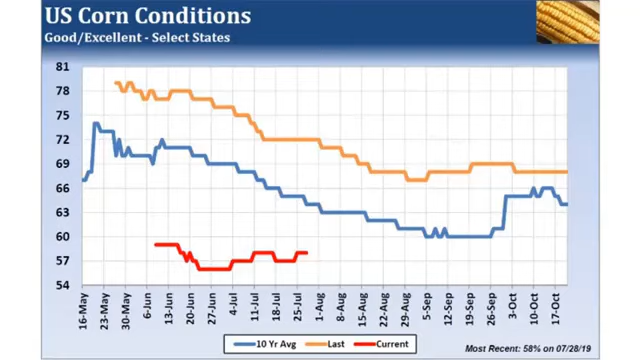 US Corn Conditions
Good/Excellent - Select States
81
78
75
72
69
66
63
60
57
54
16-May
23-May
30-May
6-Jun
13-Jun
20-Jun
27-Jun
4-Jul
11-Jul
18-Jul
25-Jul
1-Aug
8-Aug
15-Aug
22-Aug
29-Aug
5-Sep
12-Sep
19-Sep
26-Sep
3-Oct
10-Oct
17-Oct
10 Yr Avg Last Current
Most Recent: 58% on 07/28/19